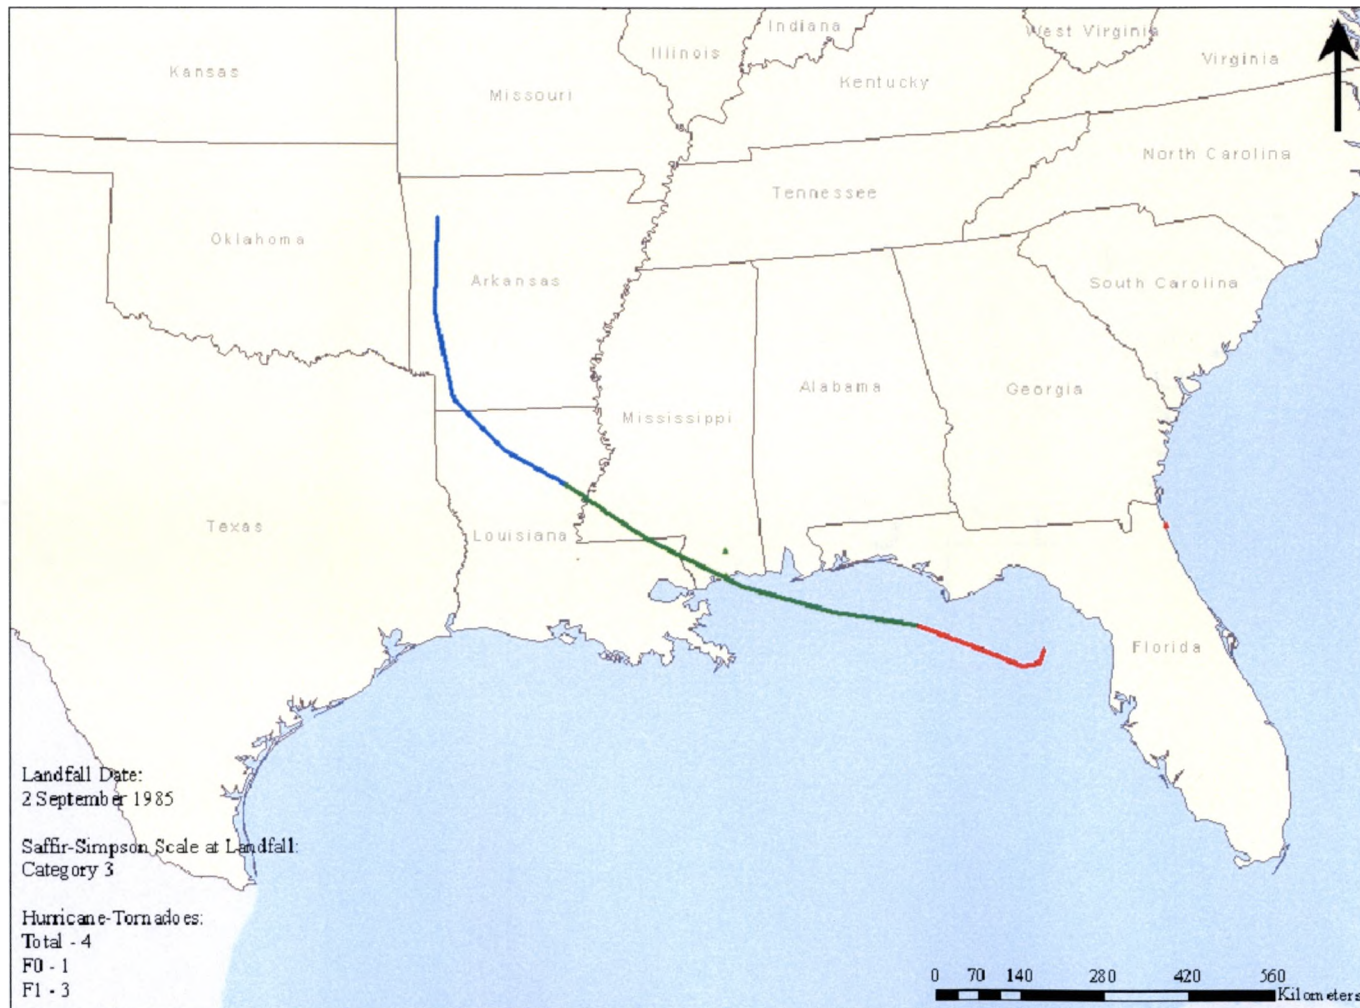 Indiana
West Virginia
Illinois
Virginia
Kansas
Kentucky
Missouri
North Carolina
Tennessee
Oklahoma
Arkansas
South Carolina
Alabama
Georgia
Mississippi
Texas
Louisiana
Florida
Landfall Date:
2 September 1985
Saffir-Simpson Scale at Landfall:
Category 3
Hurricane-Tornadoes:
Total - 4
F0 - 1
F1 - 3
0 70 140 280 420 560
Kilometers